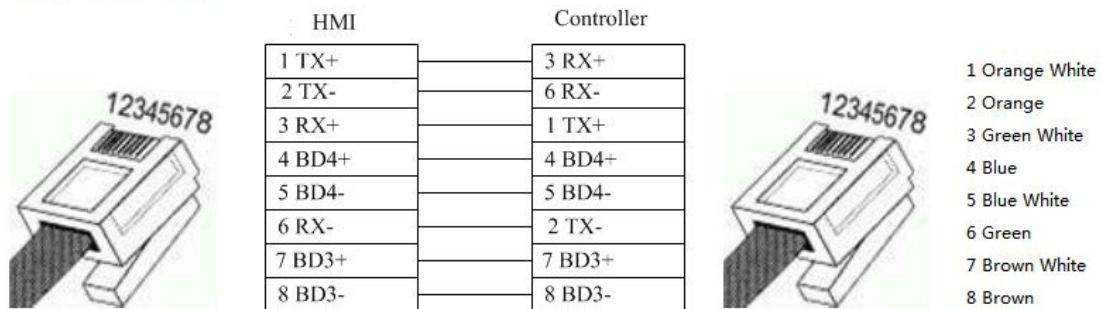 HMI
Controller
1 TX+ 3 RX+
2 TX- 6 RX-
3 RX+ 1 TX+
4 BD4+ 4 BD4+
5 BD4- 5 BD4-
6 RX- 2 TX-
7 BD3+ 7 BD3+
8 BD3- 8 BD3-
12345678
12345678
1 Orange White
2 Orange
3 Green White
4 Blue
5 Blue White
6 Green
7 Brown White
8 Brown